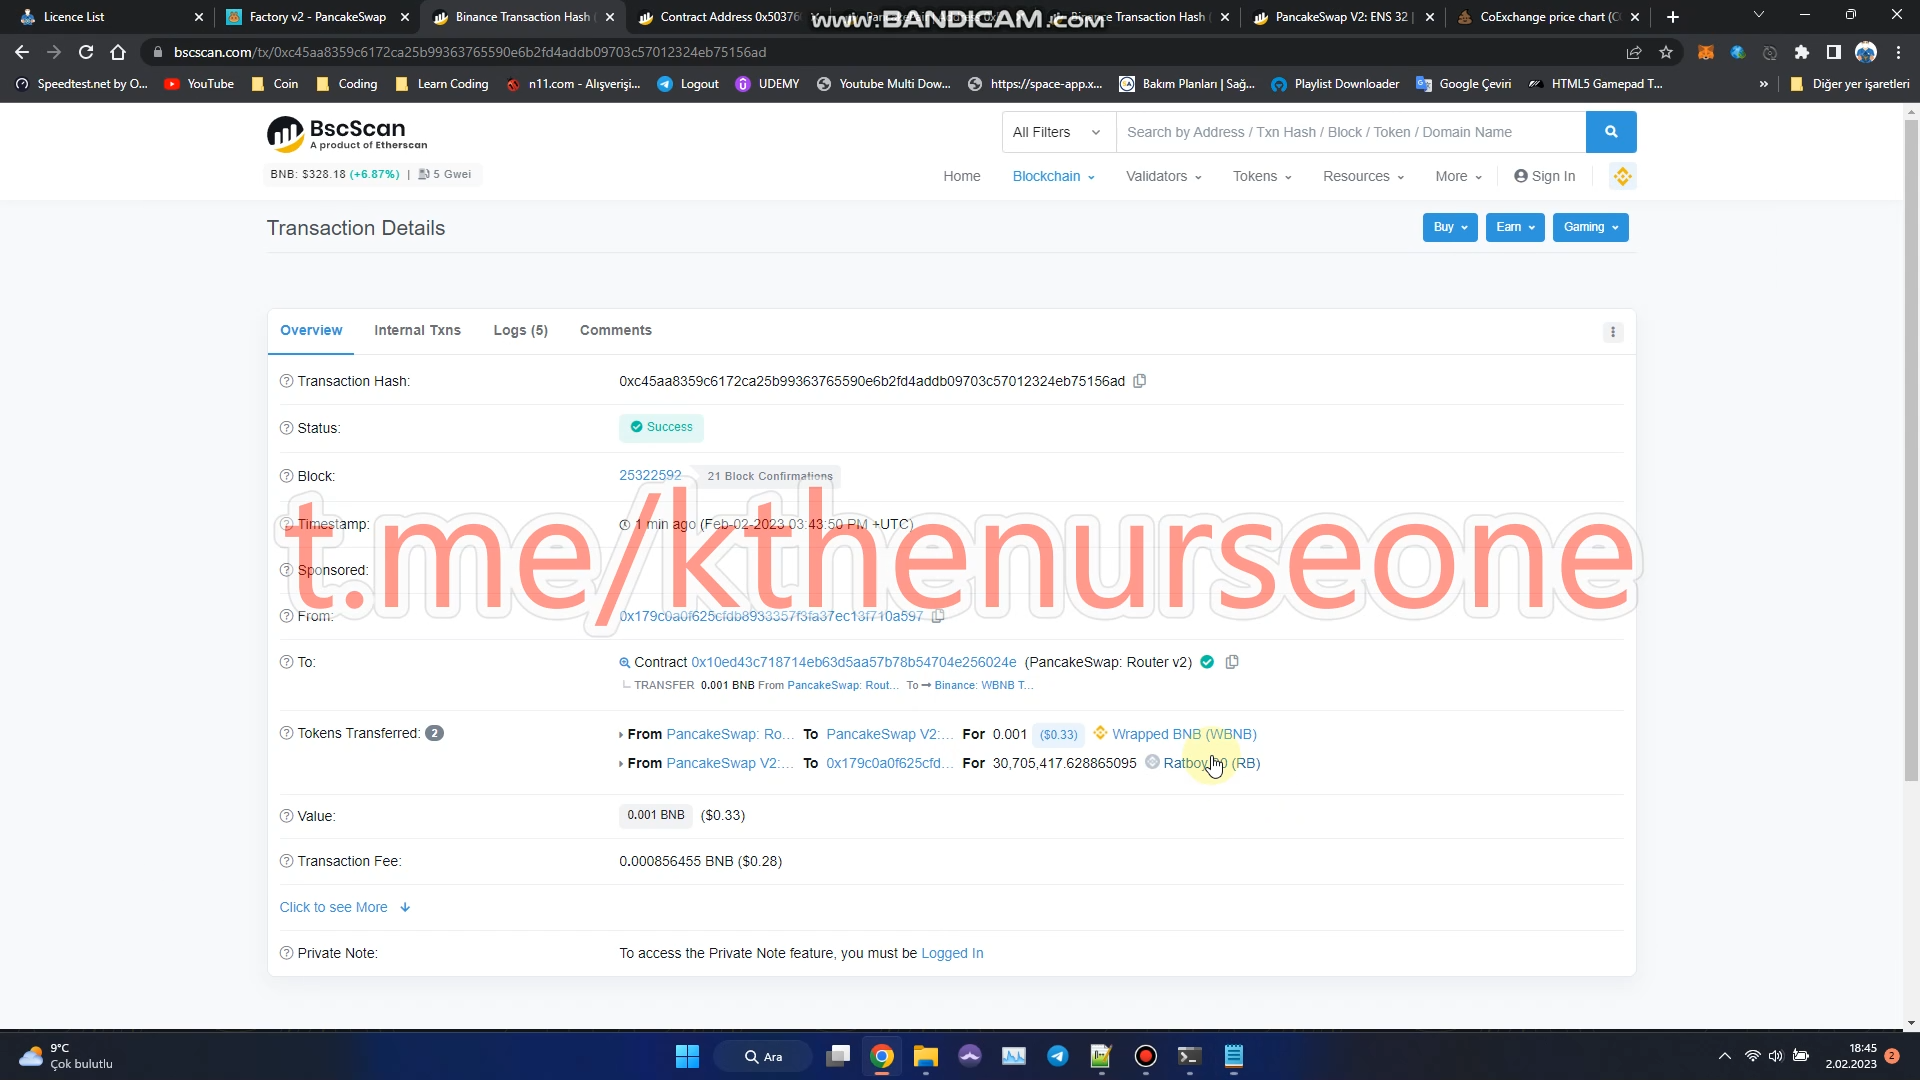 Licence List
Factory v2 - PancakeSwap
Binance Transaction Hash
Contract Address 0x50376
www.BANDICAM.com
Transaction Hash
PancakeSwap V2: ENS 32
CoExchange price chart (C
bscscan.com/tx/0xc45aa8359c6172ca25b99363765590e6b2fd4addb09703c57012324eb75156ad
Speedtest.net by O...
YouTube
Coin
Coding
Learn Coding
n11.com - Alışverişi...
Logout
UDEMY
Youtube Multi Dow...
https://space-app.x...
Bakım Planları | Sağ...
Playlist Downloader
Google Çeviri
HTML5 Gamepad T...
»
Diğer yer işaretleri
BscScan
A product of Etherscan
All Filters
Search by Address / Txn Hash / Block / Token / Domain Name
BNB: $328.18 (+6.87%) | 5 Gwei
Home
Blockchain
Validators
Tokens
Resources
More
Sign In
Transaction Details
Buy
Earn
Gaming
Overview
Internal Txns
Logs (5)
Comments
Transaction Hash:
0xc45aa8359c6172ca25b99363765590e6b2fd4addb09703c57012324eb75156ad
Status:
Success
Block:
25322592
21 Block Confirmations
Timestamp:
1 min ago (Feb-02-2023 03:43:50 PM +UTC)
t.me/kthenurseone
Sponsored:
From:
0x179c0a0f625cfdb8933357f3fa37ec13f710a597
To:
Contract 0x10ed43c718714eb63d5aa57b78b54704e256024e (PancakeSwap: Router v2)
TRANSFER 0.001 BNB From PancakeSwap: Rout... To → Binance: WBNB T...
Tokens Transferred: 2
From PancakeSwap: Ro... To PancakeSwap V2:... For 0.001 ($0.33) Wrapped BNB (WBNB)
From PancakeSwap V2:... To 0x179c0a0f625cfd... For 30,705,417.628865095 (RB)
Value:
0.001 BNB ($0.33)
Transaction Fee:
0.000856455 BNB ($0.28)
Click to see More
Private Note:
To access the Private Note feature, you must be Logged In
9°C
Çok bulutlu
Ara
18:45
2.02.2023
2